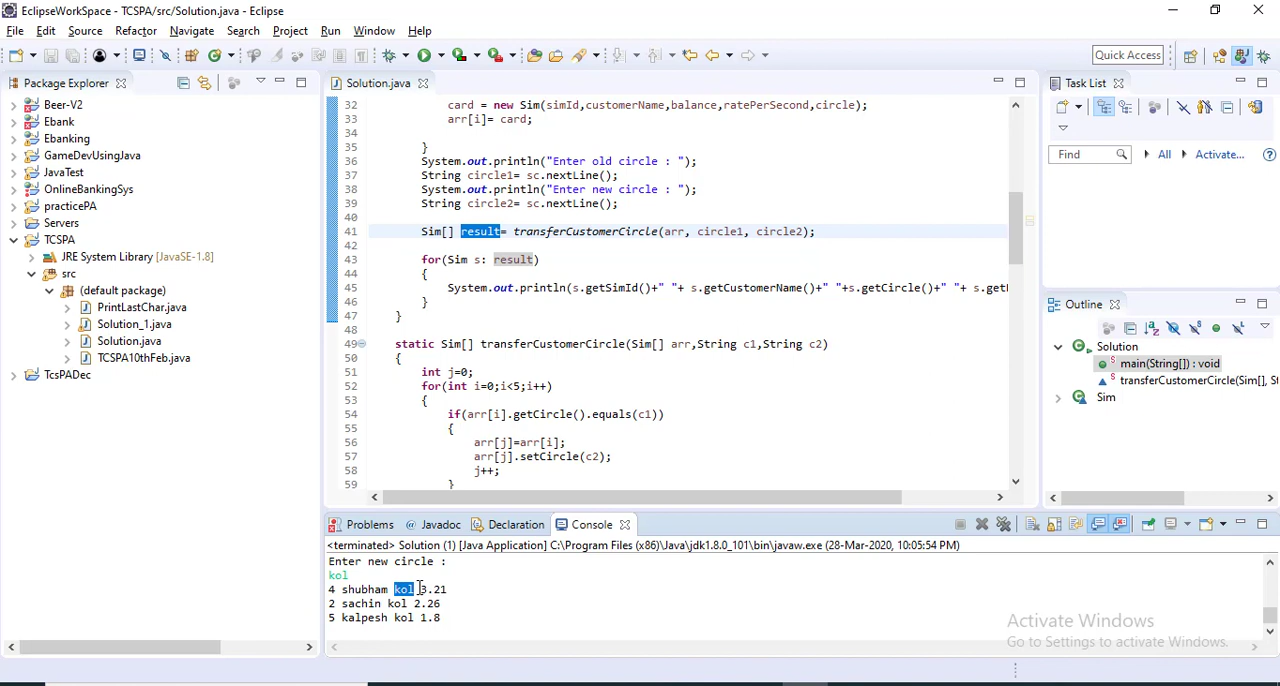 EclipseWorkSpace - TCSPA/src/Solution.java - Eclipse
File Edit Source Refactor Navigate Search Project Run Window Help
Quick Access
Package Explorer
Beer-V2
Ebank
Ebanking
GameDevUsingJava
JavaTest
OnlineBankingSys
practicePA
Servers
TCSPA
JRE System Library [JavaSE-1.8]
src
(default package)
PrintLastChar.java
Solution_1.java
Solution.java
TCSPA10thFeb.java
TcsPADec
Solution.java
32 card = new Sim(simId,customerName,balance,ratePerSecond,circle);
33 arr[i]= card;
34
35 }
36 System.out.println("Enter old circle : ");
37 String circle1= sc.nextLine();
38 System.out.println("Enter new circle : ");
39 String circle2= sc.nextLine();
40
41 Sim[] result= transferCustomerCircle(arr, circle1, circle2);
42
43 for(Sim s: result)
44 {
45 System.out.println(s.getSimId()+" "+ s.getCustomerName()+" "+s.getCircle()+" "+ s.get
46 }
47 }
48
49 static Sim[] transferCustomerCircle(Sim[] arr,String c1,String c2)
50 {
51 int j=0;
52 for(int i=0;i<5;i++)
53 {
54 if(arr[i].getCircle().equals(c1))
55 {
56 arr[j]=arr[i];
57 arr[j].setCircle(c2);
58 j++;
59 }
Task List
Find All Activate...
Outline
Solution
main(String[]) : void
transferCustomerCircle(Sim[], St
Sim
Problems @ Javadoc Declaration Console
<terminated> Solution (1) [Java Application] C:\Program Files (x86)\Java\jdk1.8.0_101\bin\javaw.exe (28-Mar-2020, 10:05:54 PM)
Enter new circle :
kol
4 shubham kol 3.21
2 sachin kol 2.26
5 kalpesh kol 1.8
Activate Windows
Go to Settings to activate Windows.